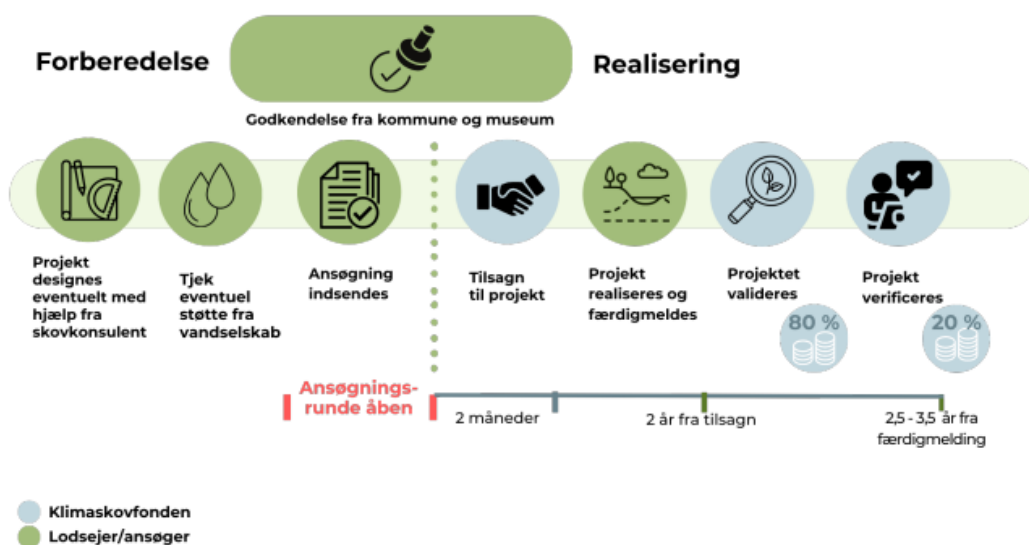 Forberedelse
Realisering
Godkendelse fra kommune og museum
Projekt
designes
eventuelt med
hjælp fra
skovkonsulent
Tjek
eventuel
støtte fra
vandselskab
Ansøgning
indsendes
Tilsagn
til projekt
Projekt
realiseres og
færdigmeldes
Projektet
valideres
80 %
Projekt
verificeres
20 %
Ansøgnings-
runde åben
2 måneder
2 år fra tilsagn
2,5 - 3,5 år fra
færdigmelding
Klimaskovfonden
Lodsejer/ansøger